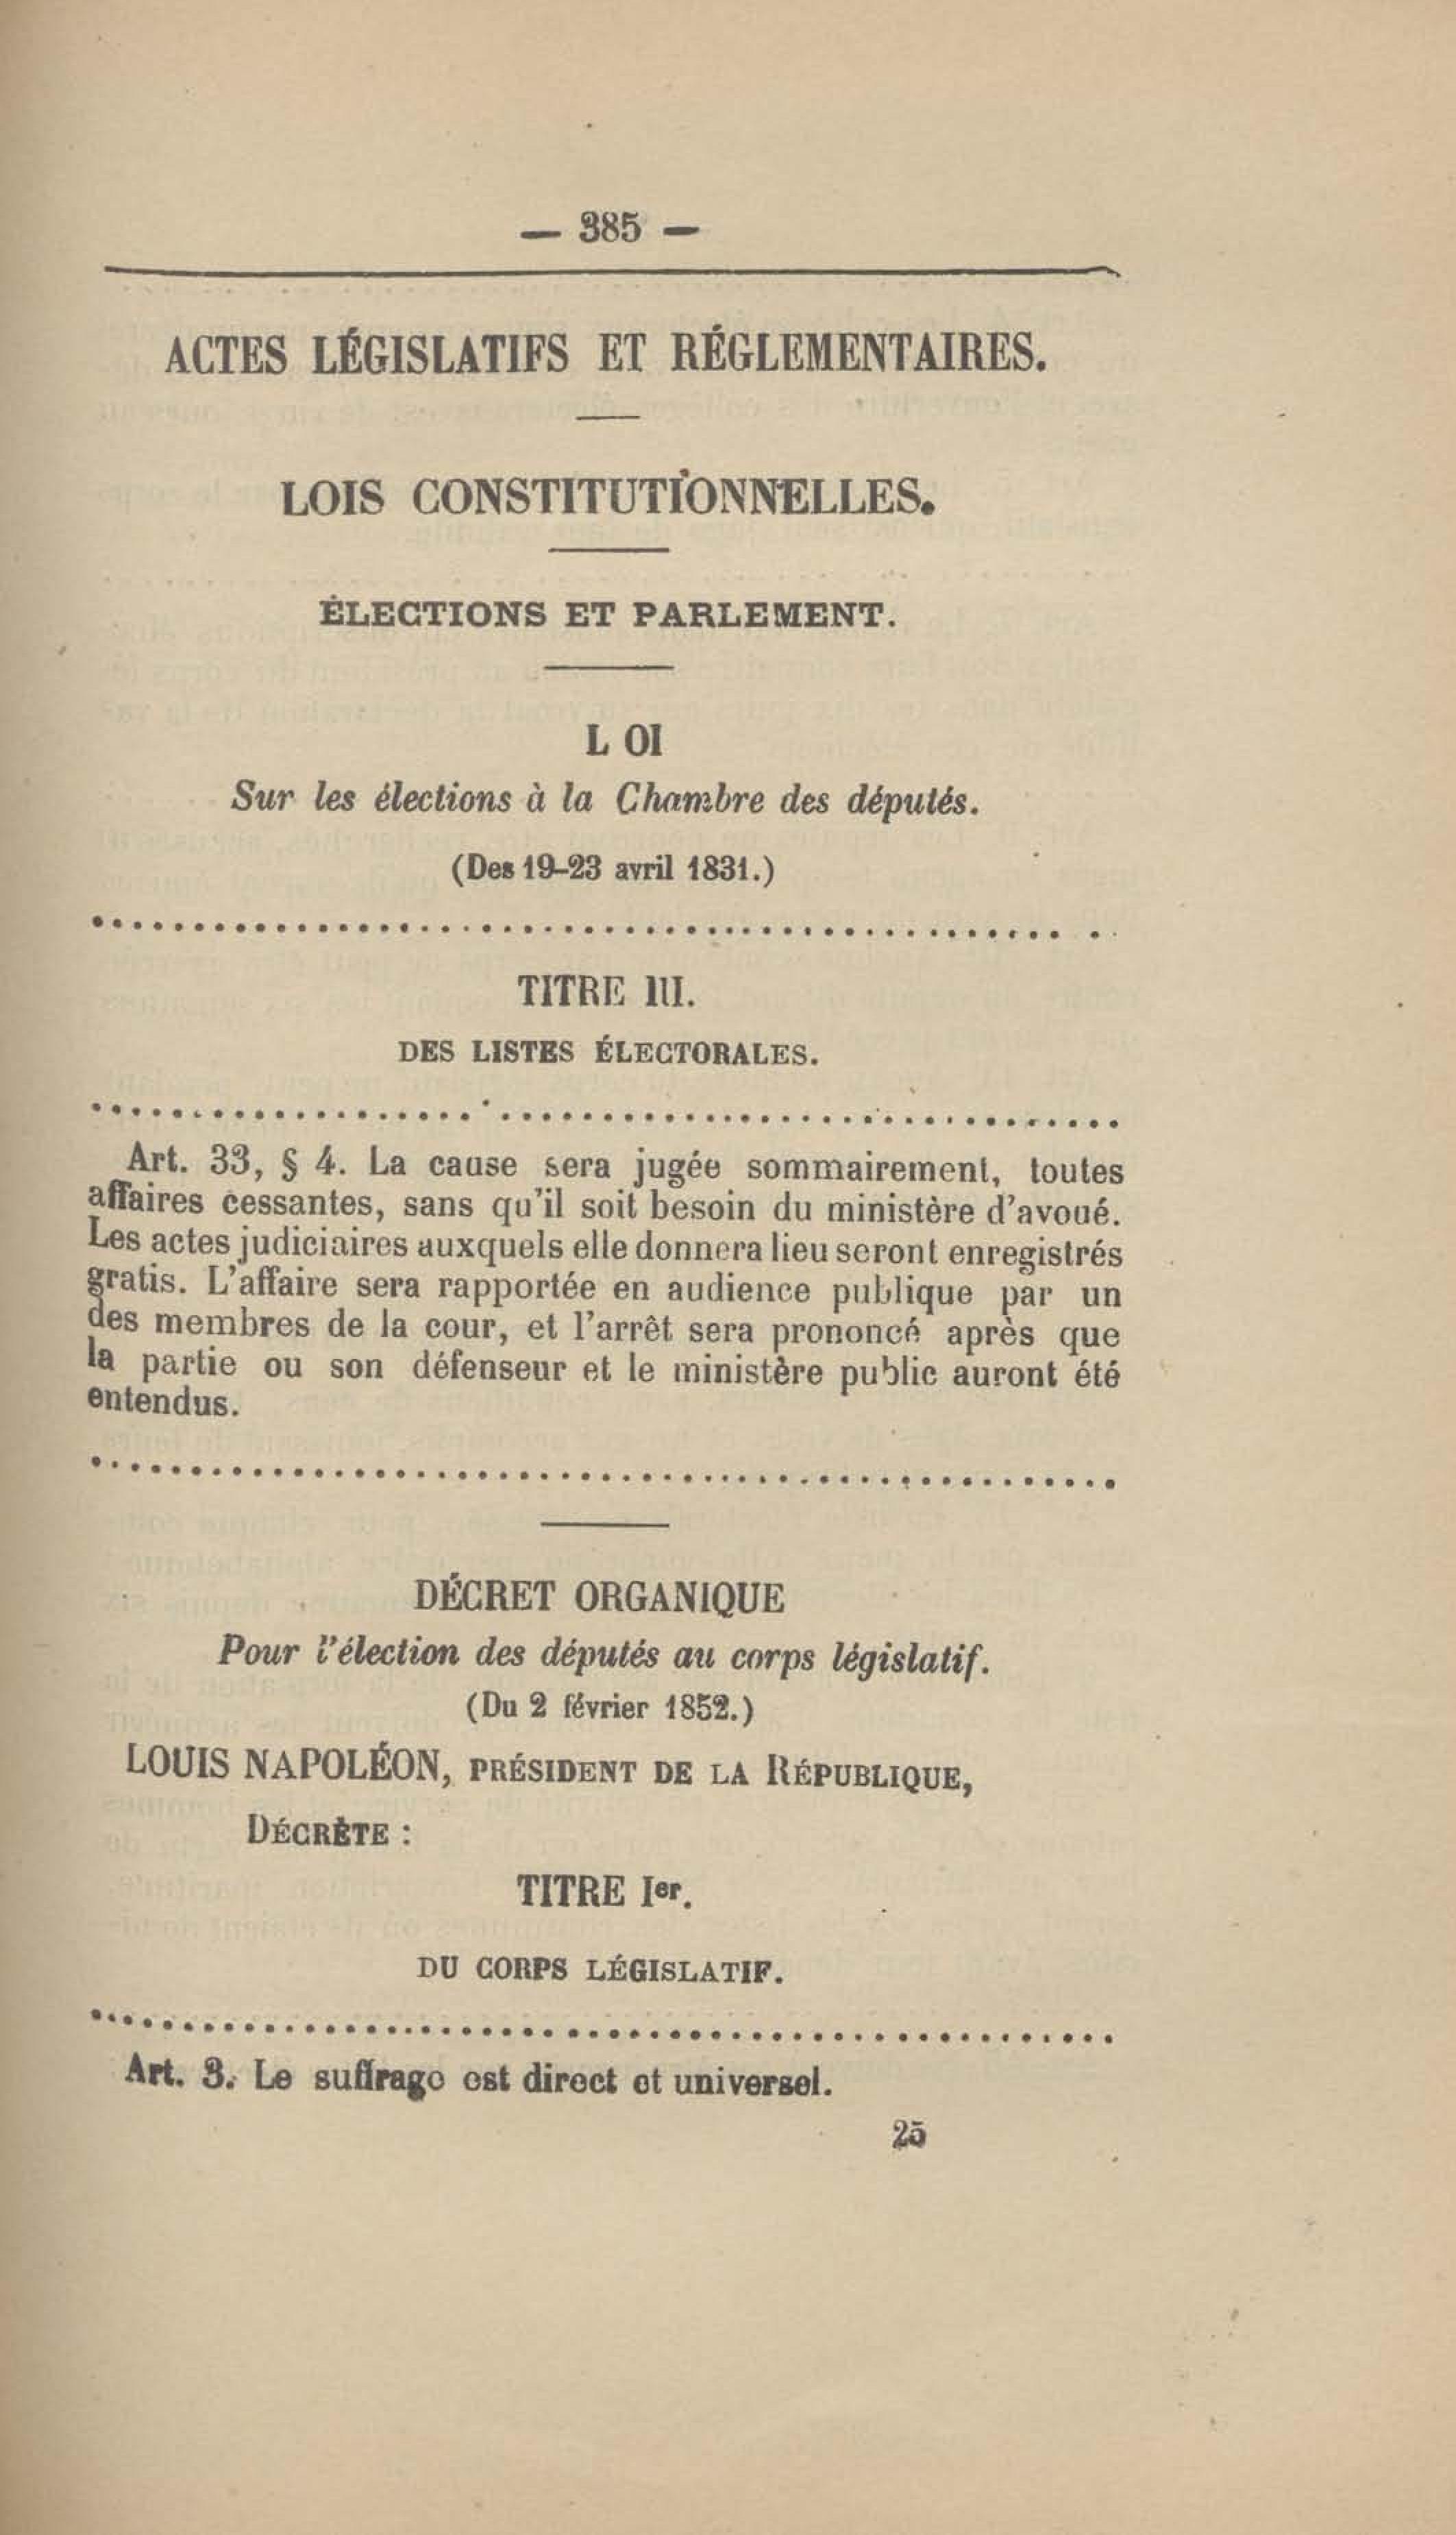 — 385 —
ACTES LÉGISLATIFS ET RÉGLEMENTAIRES.
LOIS CONSTITUTIONNELLES.
ÉLECTIONS ET PARLEMENT.
LOI
Sur les élections à la Chambre des députés.
(Des 19-23 avril 1831.)
TITRE III.
DES LISTES ÉLECTORALES.
Art. 33, § 4. La cause sera jugée sommairement, toutes
affaires cessantes, sans qu'il soit besoin du ministère d'avoué.
Les actes judiciaires auxquels elle donnera lieu seront enregistrés
gratis. L'affaire sera rapportée en audience publique par un
des membres de la cour, et l'arrêt sera prononcé après que
la partie ou son défenseur et le ministère public auront été
entendus.
DÉCRET ORGANIQUE
Pour l'élection des députés au corps législatif.
(Du 2 février 1852.)
LOUIS NAPOLÉON, PRÉSIDENT DE LA RÉPUBLIQUE,
DÉCRÈTE :
TITRE Ier.
DU CORPS LÉGISLATIF.
Art. 3. Le suffrage est direct et universel.
25